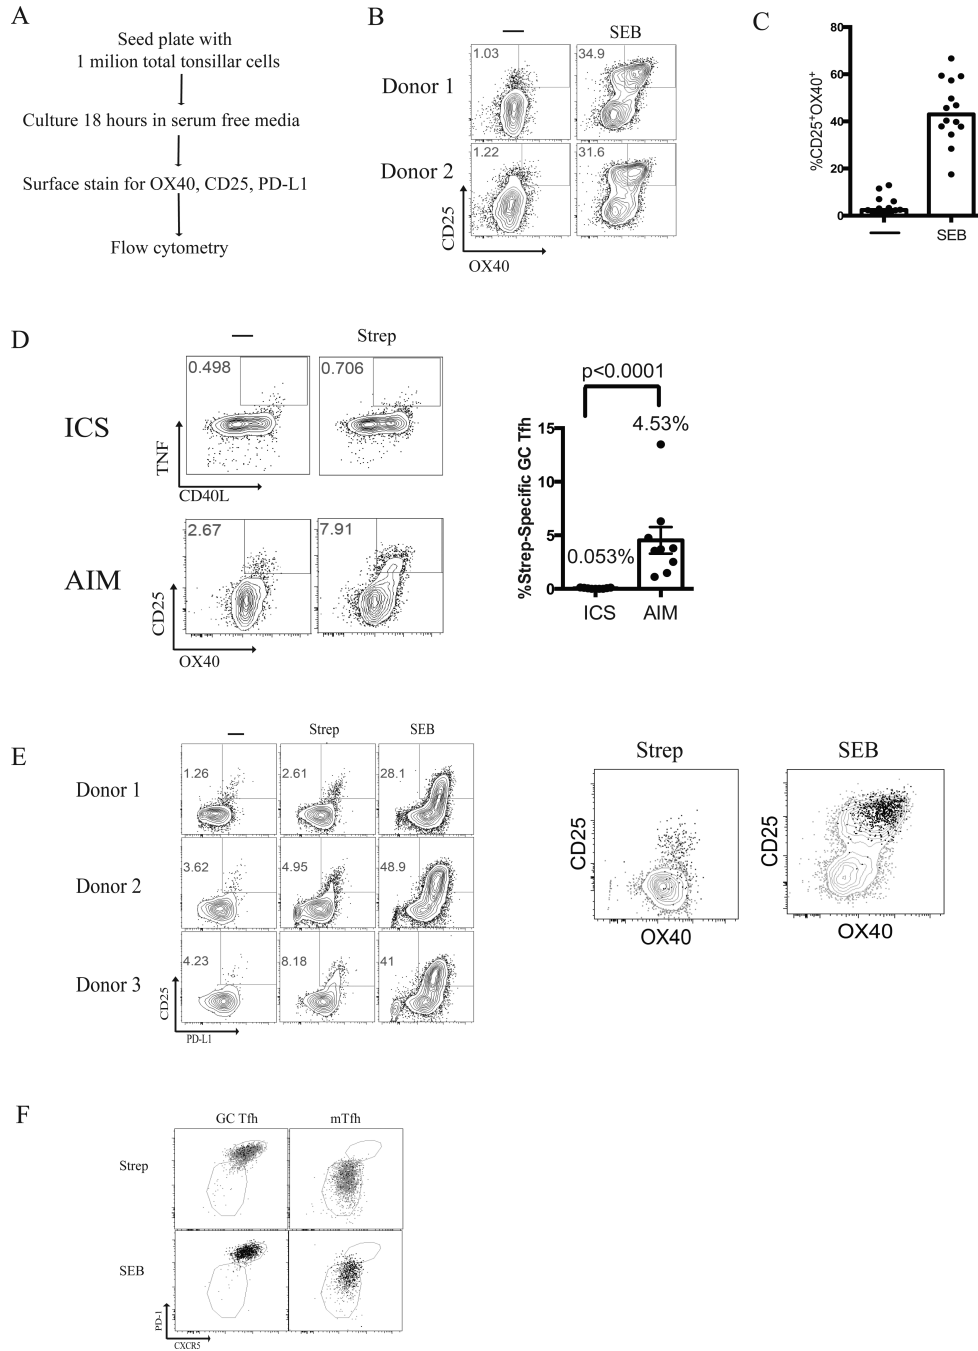 A
Seed plate with
1 milion total tonsillar cells
Culture 18 hours in serum free media
Surface stain for OX40, CD25, PD-L1
Flow cytometry
B
— SEB
Donor 1
1.03 34.9
Donor 2
1.22 31.6
CD25
OX40
C
80
60
40
20
0
%CD25⁺OX40⁺
— SEB
D
— Strep
ICS
0.498 0.706
TNF
CD40L
AIM
2.67 7.91
CD25
OX40
p<0.0001
4.53%
0.053%
15
10
5
0
%Strep-Specific GC Tfh
ICS AIM
E
— Strep SEB
Donor 1
1.26 2.61 28.1
Donor 2
3.62 4.95 48.9
Donor 3
4.23 8.18 41
CD25
PD-L1
Strep SEB
CD25 CD25
OX40 OX40
F
GC Tfh mTfh
Strep
SEB
PD-1
CXCR5